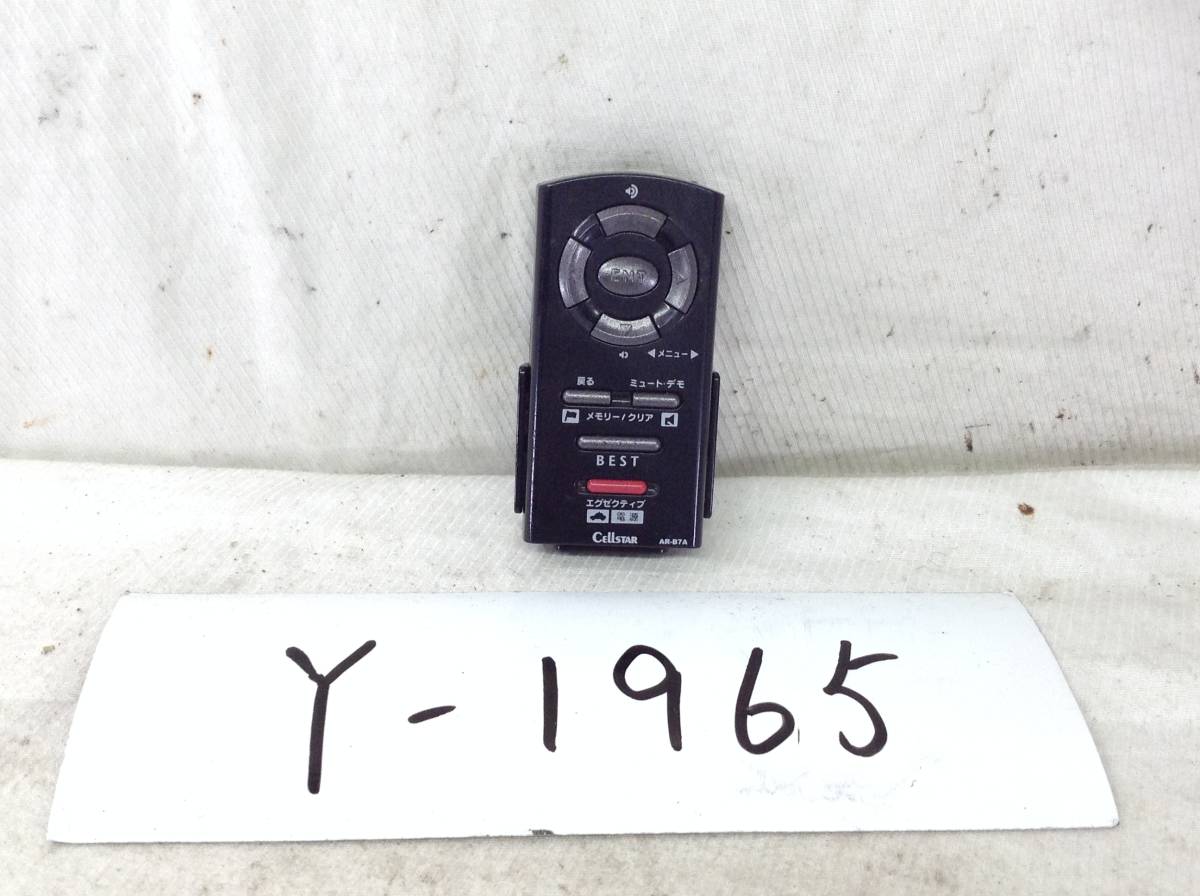 ENT
◀メニュー▶
戻る ミュート・デモ
メモリー/クリア
BEST
エグゼクティブ
電源
CELLSTAR AR-B7A
Y-1965